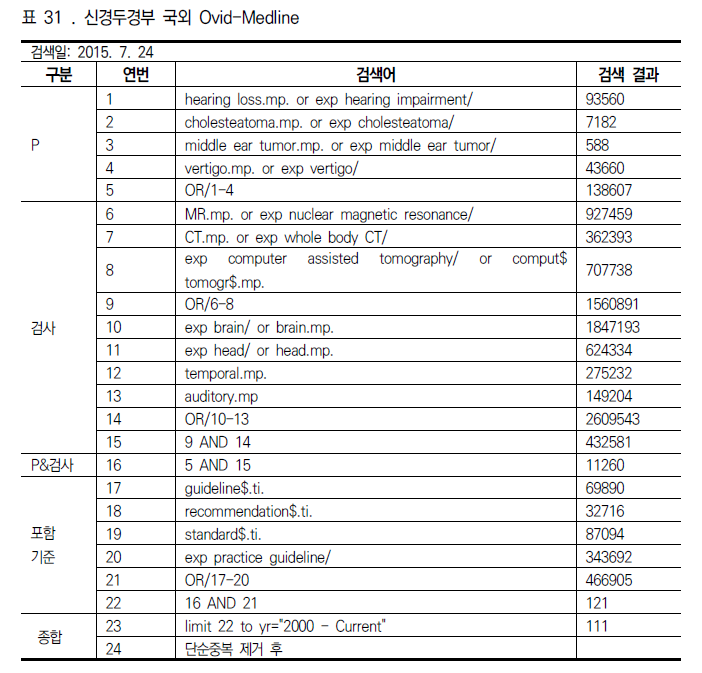 표 31 . 신경두경부 국외 Ovid-Medline
검색일: 2015. 7. 24
구분 연번 검색어 검색 결과
P
1 hearing loss.mp. or exp hearing impairment/ 93560
2 cholesteatoma.mp. or exp cholesteatoma/ 7182
3 middle ear tumor.mp. or exp middle ear tumor/ 588
4 vertigo.mp. or exp vertigo/ 43660
5 OR/1-4 138607
검사
6 MR.mp. or exp nuclear magnetic resonance/ 927459
7 CT.mp. or exp whole body CT/ 362393
8 exp computer assisted tomography/ or comput$
tomogr$.mp. 707738
9 OR/6-8 1560891
10 exp brain/ or brain.mp. 1847193
11 exp head/ or head.mp. 624334
12 temporal.mp. 275232
13 auditory.mp 149204
14 OR/10-13 2609543
15 9 AND 14 432581
P&검사 16 5 AND 15 11260
포함
기준
17 guideline$.ti. 69890
18 recommendation$.ti. 32716
19 standard$.ti. 87094
20 exp practice guideline/ 343692
21 OR/17-20 466905
22 16 AND 21 121
종합
23 limit 22 to yr="2000 - Current" 111
24 단순중복 제거 후